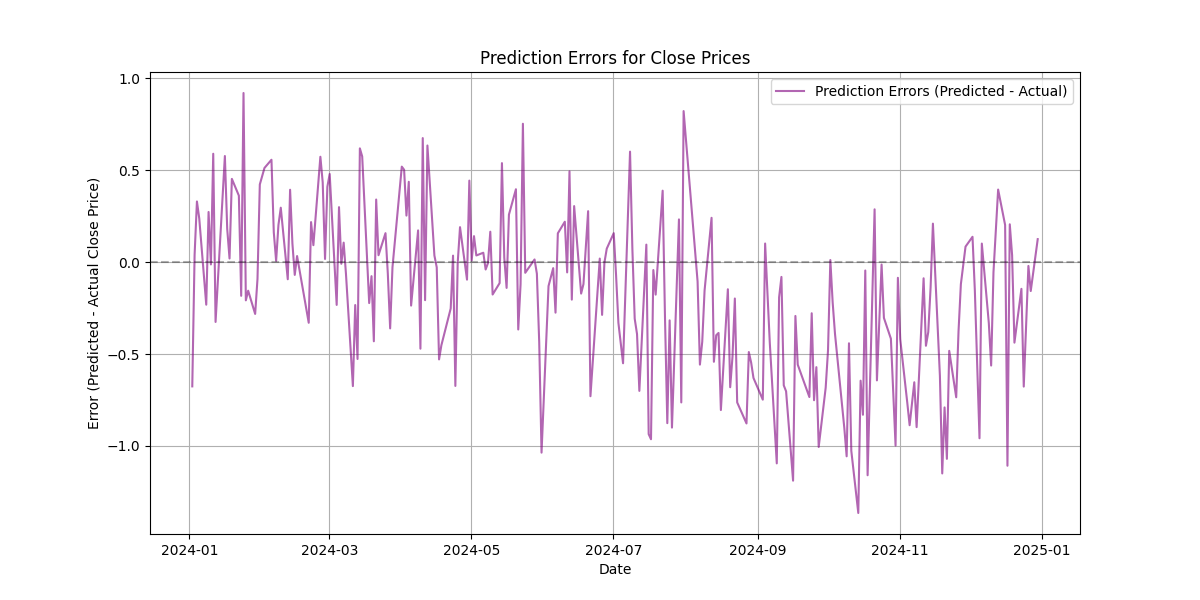 Prediction Errors for Close Prices
Prediction Errors (Predicted - Actual)
Error (Predicted - Actual Close Price)
1.0
0.5
0.0
−0.5
−1.0
2024-01 2024-03 2024-05 2024-07 2024-09 2024-11 2025-01
Date